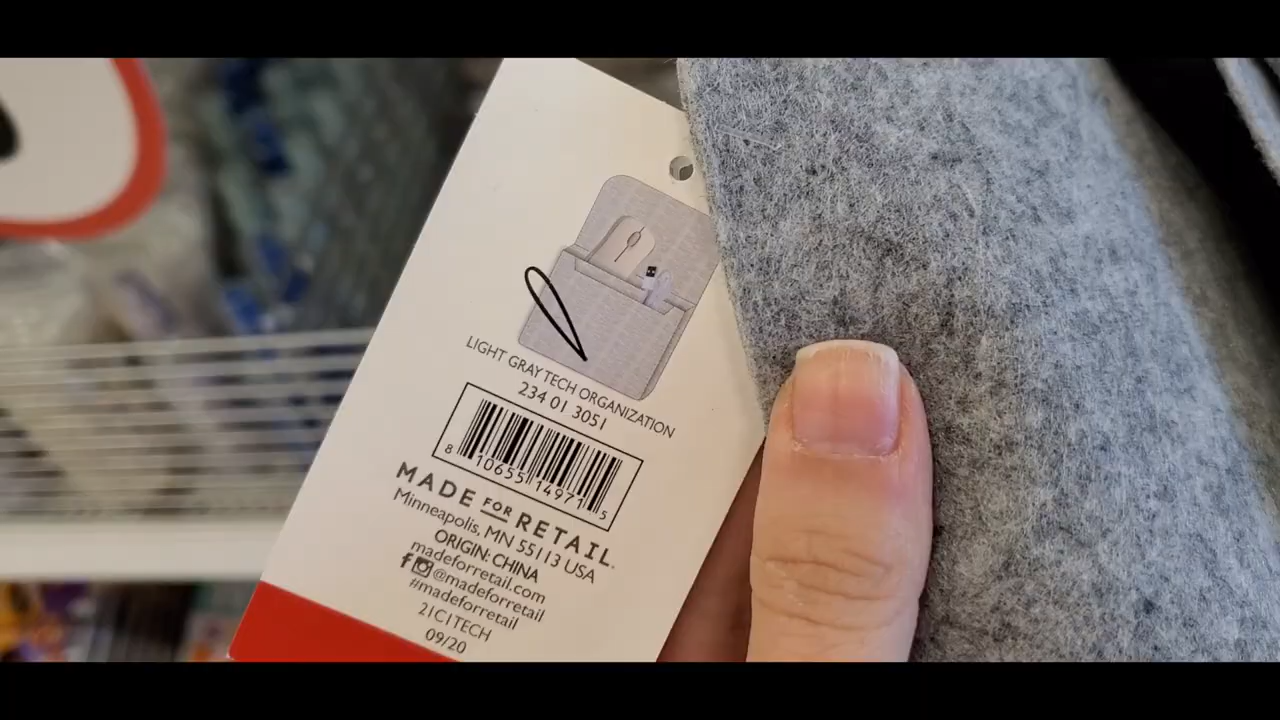 LIGHT GRAY TECH ORGANIZATION
234 01 3051
8 10655 14971 5
MADE FOR RETAIL
Minneapolis, MN 55113 USA
ORIGIN: CHINA
madeforretail.com
@madeforretail
#madeforretail
21C1TECH
09/20